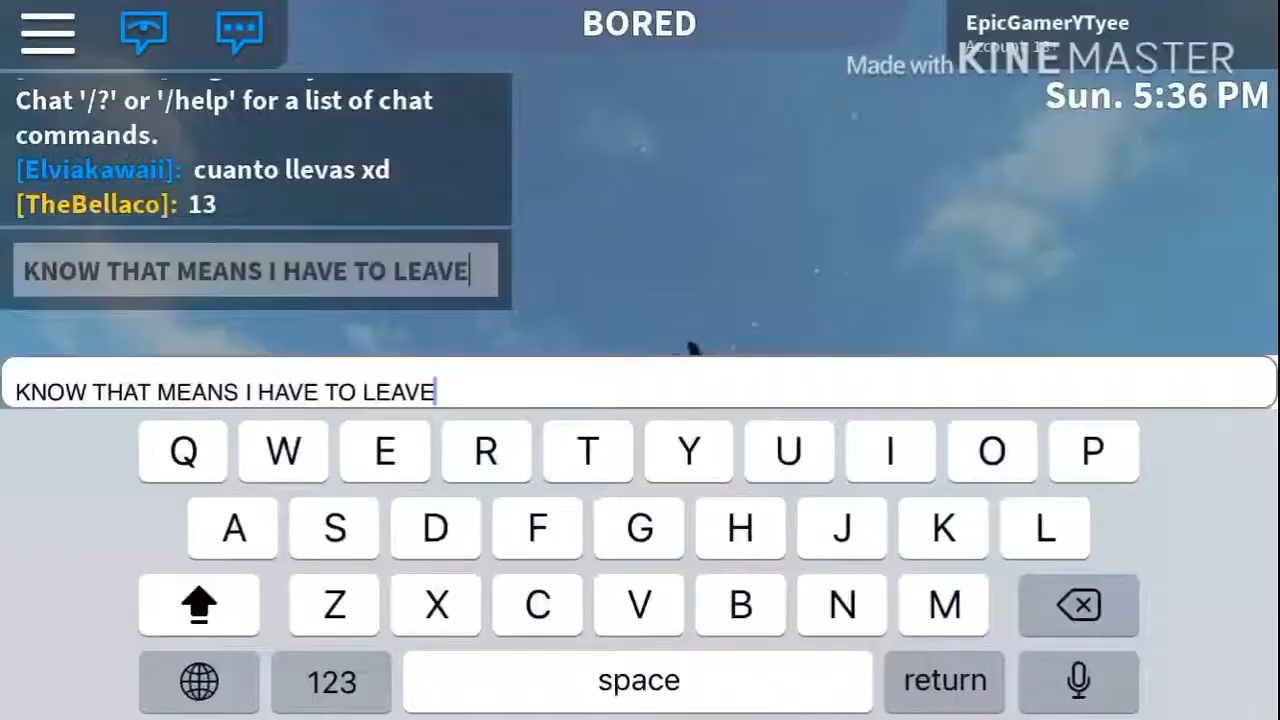 BORED
EpicGamerYTyee
Made with KINEMASTER
Sun. 5:36 PM
Chat '/?' or '/help' for a list of chat
commands.
[Elviakawaii]: cuanto llevas xd
[TheBellaco]: 13
KNOW THAT MEANS I HAVE TO LEAVE
KNOW THAT MEANS I HAVE TO LEAVE
Q W E R T Y U I O P
A S D F G H J K L
Z X C V B N M
123 space return